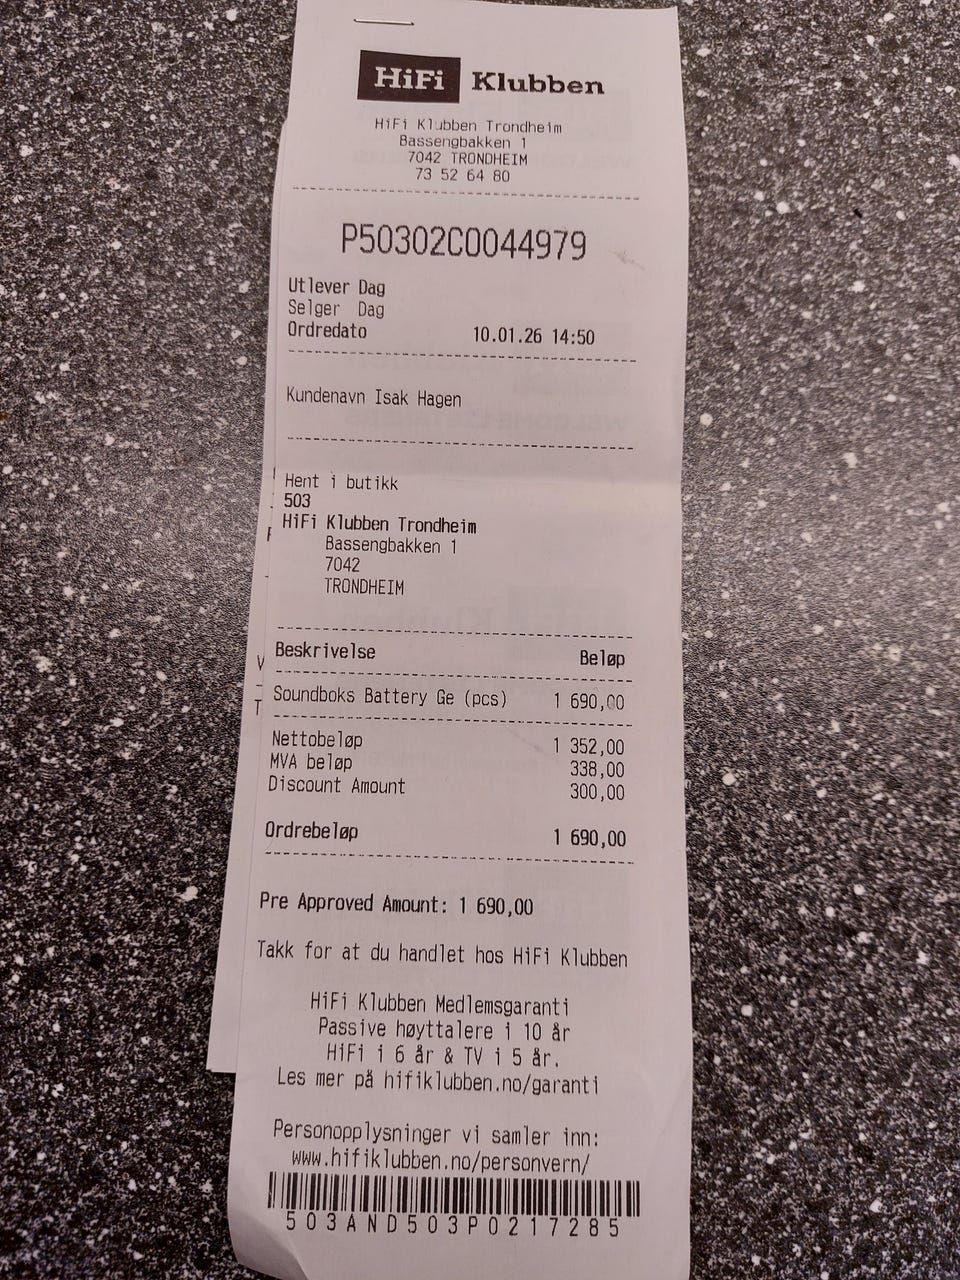 HiFi Klubben
HiFi Klubben Trondheim
Bassengbakken 1
7042 TRONDHEIM
73 52 64 80
P50302C0044979
Utlever Dag
Selger Dag
Ordredato 10.01.26 14:50
Kundenavn Isak Hagen
Hent i butikk
503
HiFi Klubben Trondheim
Bassengbakken 1
7042
TRONDHEIM
Beskrivelse Beløp
Soundboks Battery Ge (pcs) 1 690,00
Nettobeløp 1 352,00
MVA beløp 338,00
Discount Amount 300,00
Ordrebeløp 1 690,00
Pre Approved Amount: 1 690,00
Takk for at du handlet hos HiFi Klubben
HiFi Klubben Medlemsgaranti
Passive høyttalere i 10 år
HiFi i 6 år & TV i 5 år.
Les mer på hifiklubben.no/garanti
Personopplysninger vi samler inn:
www.hifiklubben.no/personvern/
503AND503P0217285